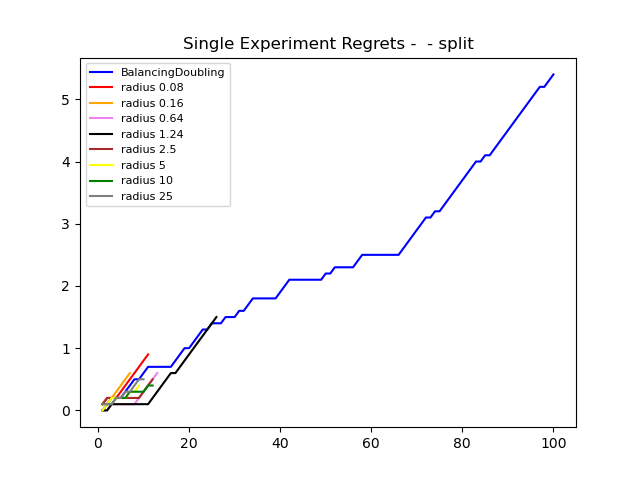 Single Experiment Regrets -  - split
BalancingDoubling
radius 0.08
radius 0.16
radius 0.64
radius 1.24
radius 2.5
radius 5
radius 10
radius 25
5
4
3
2
1
0
0 20 40 60 80 100